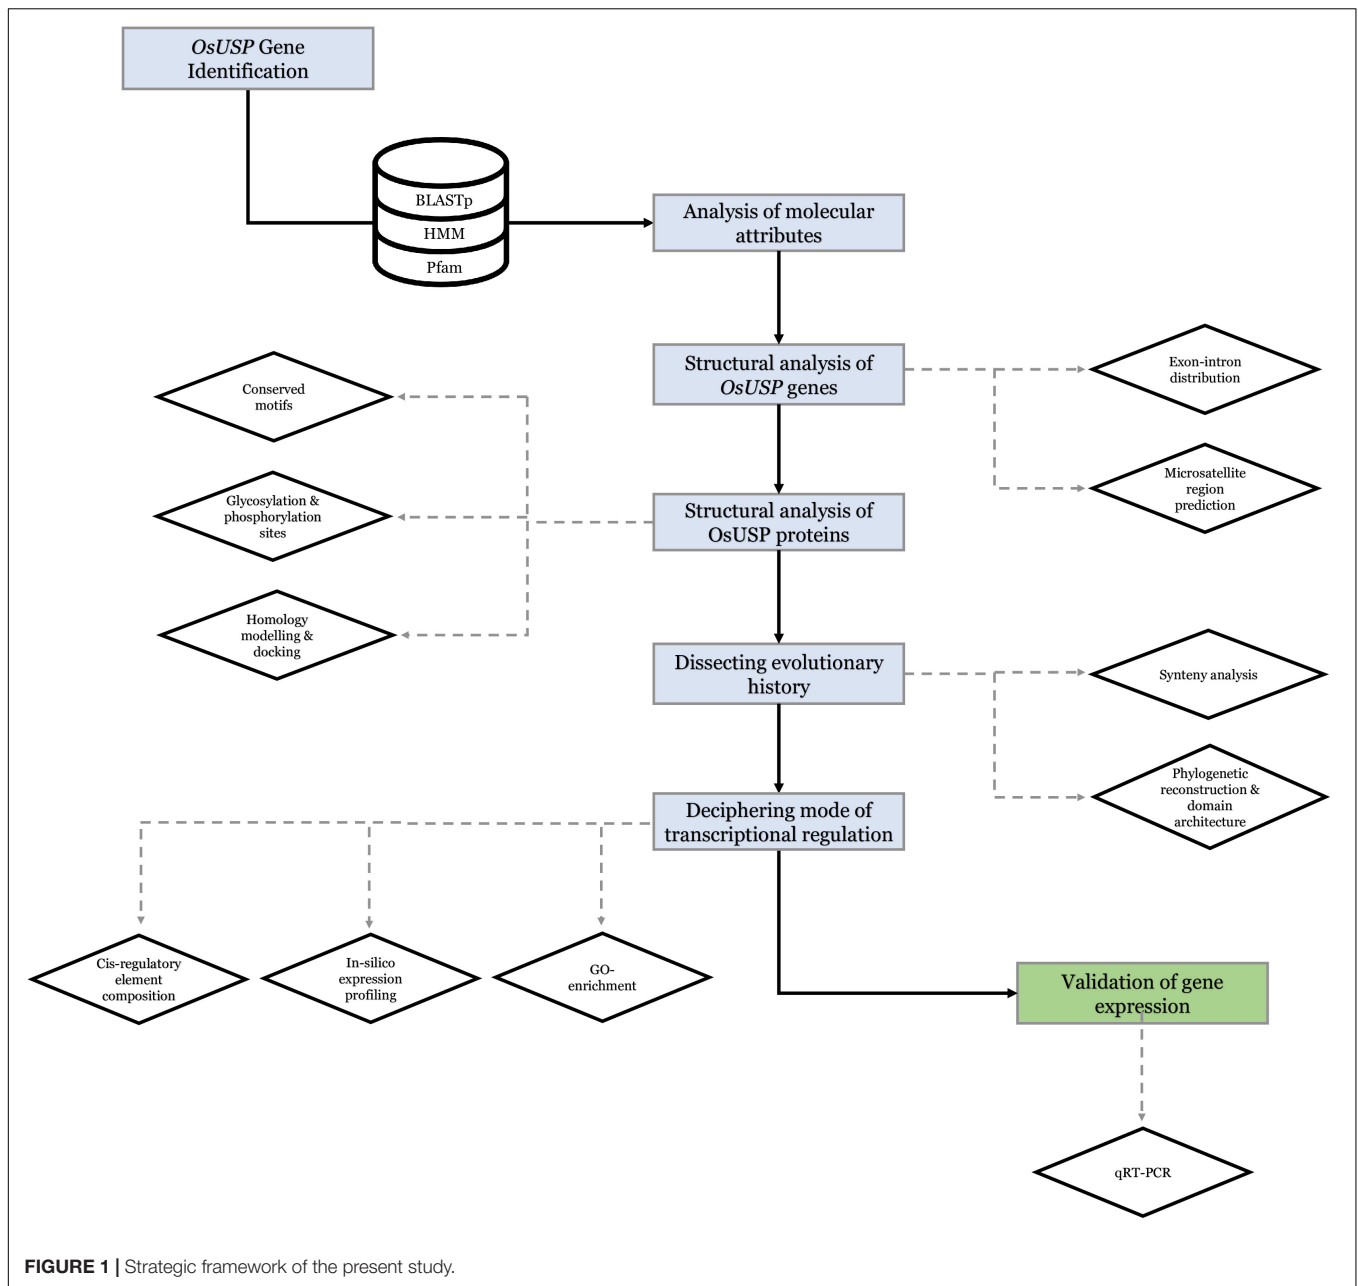 OsUSP Gene
Identification
BLASTp
HMM
Pfam
Analysis of molecular
attributes
Structural analysis of
OsUSP genes
Exon-intron
distribution
Microsatellite
region
prediction
Conserved
motifs
Glycosylation &
phosphorylation
sites
Homology
modelling &
docking
Structural analysis of
OsUSP proteins
Dissecting evolutionary
history
Synteny analysis
Phylogenetic
reconstruction &
domain
architecture
Deciphering mode of
transcriptional regulation
Cis-regulatory
element
composition
In-silico
expression
profiling
GO-
enrichment
Validation of gene
expression
qRT-PCR
FIGURE 1 | Strategic framework of the present study.